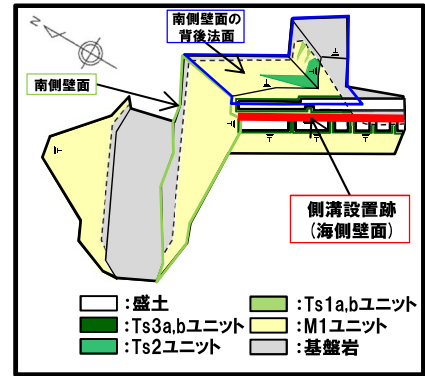 N
南側壁面の
背後法面
南側壁面
側溝設置跡
(海側壁面)
:盛土
:Ts1a,bユニット
:Ts3a,bユニット
:M1ユニット
:Ts2ユニット
:基盤岩